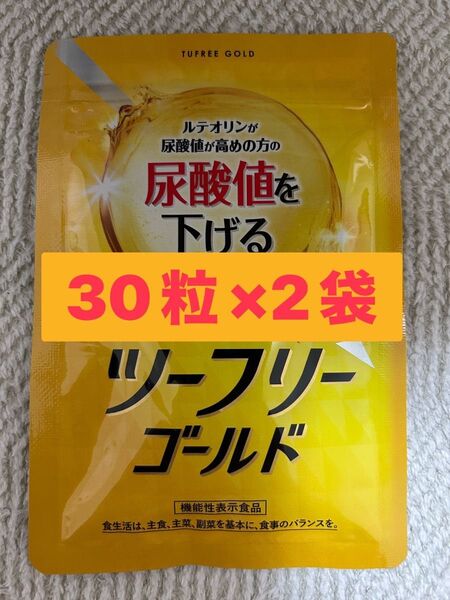 TUFREE GOLD
ルテオリンが
尿酸値が高めの方の
尿酸値を
下げる
30粒×2袋
ツーフリー
ゴールド
機能性表示食品
食生活は、主食、主菜、副菜を基本に、食事のバランスを。